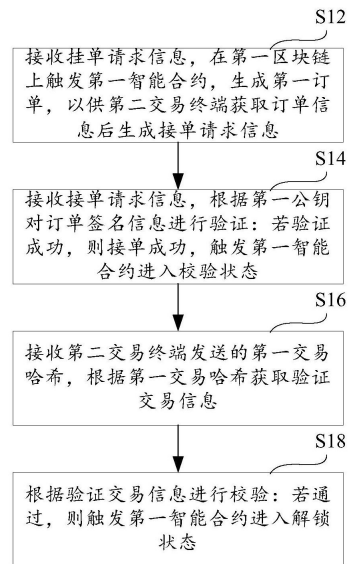 S12
接收挂单请求信息，在第一区块链
上触发第一智能合约，生成第一订
单，以供第二交易终端获取订单信
息后生成接单请求信息
S14
接收接单请求信息，根据第一公钥
对订单签名信息进行验证：若验证
成功，则接单成功，触发第一智能
合约进入校验状态
S16
接收第二交易终端发送的第一交易
哈希，根据第一交易哈希获取验证
交易信息
S18
根据验证交易信息进行校验：若通
过，则触发第一智能合约进入解锁
状态